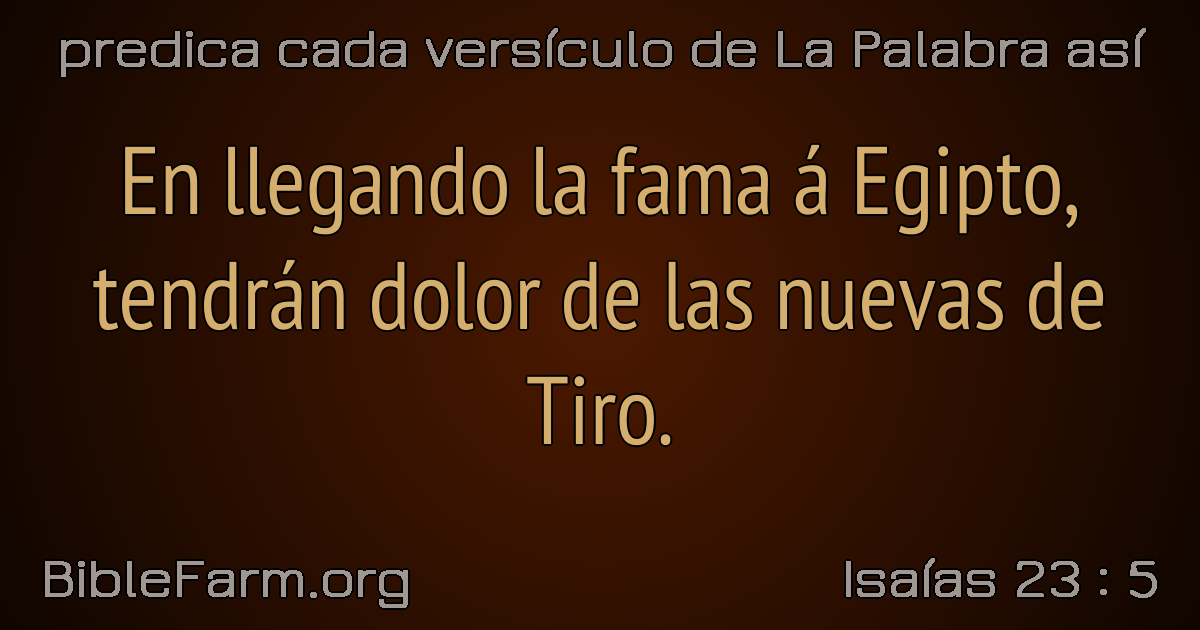 predica cada versículo de La Palabra así
En llegando la fama á Egipto,
tendrán dolor de las nuevas de
Tiro.
BibleFarm.org
Isaías 23 : 5